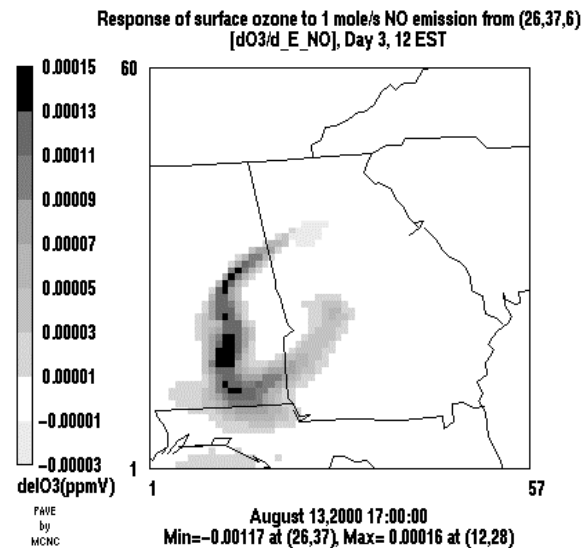 Response of surface ozone to 1 mole/s NO emission from (26,37,6)
[dO3/d_E_NO], Day 3, 12 EST
0.00015
0.00013
0.00011
0.00009
0.00007
0.00005
0.00003
0.00001
-0.00001
-0.00003
delO3(ppmV)
60
1
1
57
PAVE
by
MCNC
August 13,2000 17:00:00
Min=-0.00117 at (26,37), Max= 0.00016 at (12,28)